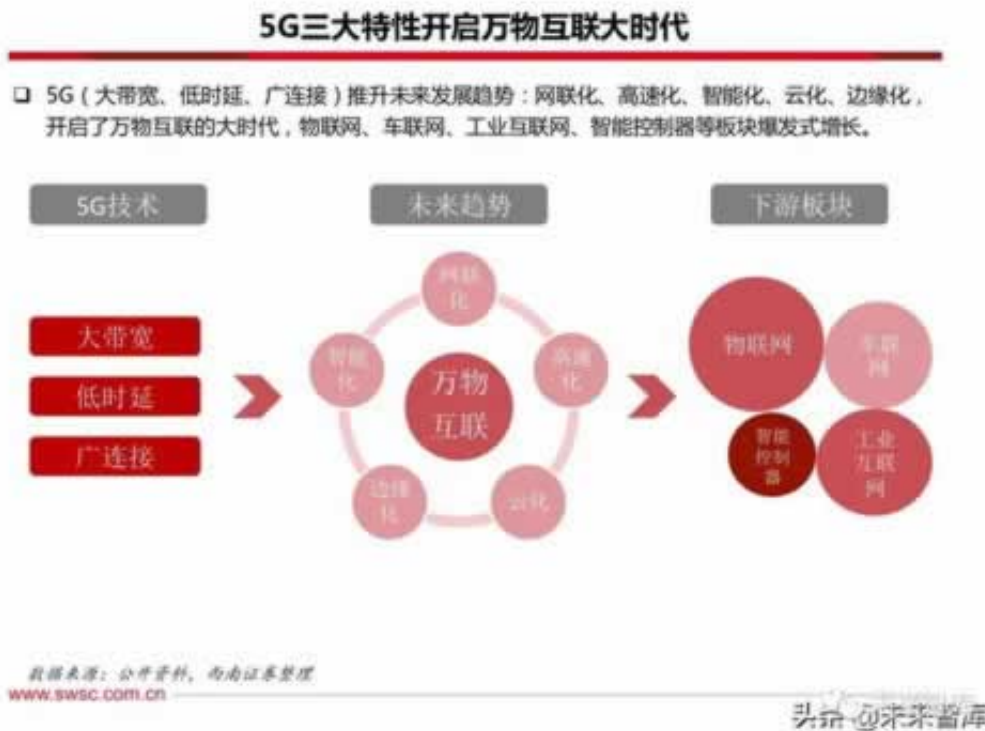 5G三大特性开启万物互联大时代
5G（大带宽、低时延、广连接）推升未来发展趋势：网联化、高速化、智能化、云化、边缘化，
开启了万物互联的大时代，物联网、车联网、工业互联网、智能控制器等板块爆发式增长。
5G技术
未来趋势
下游板块
大带宽
低时延
广连接
网联
化
高速
化
云化
边缘
化
智能
化
万物
互联
物联网
车联
网
智能
控制
器
工业
互联
网
数据来源：公开资料，西南证券整理
www.swsc.com.cn
头条 @未来智库